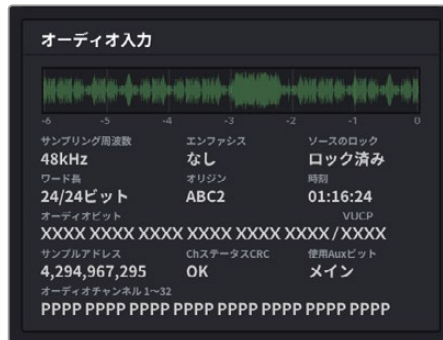 オーディオ入力
-6 -5 -4 -3 -2 -1 0
サンプリング周波数 エンファシス ソースのロック
48kHz なし ロック済み
ワード長 オリジン 時刻
24/24ビット ABC2 01:16:24
オーディオビット VUCP
XXXX XXXX XXXX XXXX XXXX XXXX/XXXX
サンプルアドレス ChステータスCRC 使用Auxビット
4,294,967,295 OK メイン
オーディオチャンネル 1〜32
PPPP PPPP PPPP PPPP PPPP PPPP PPPP PPPP